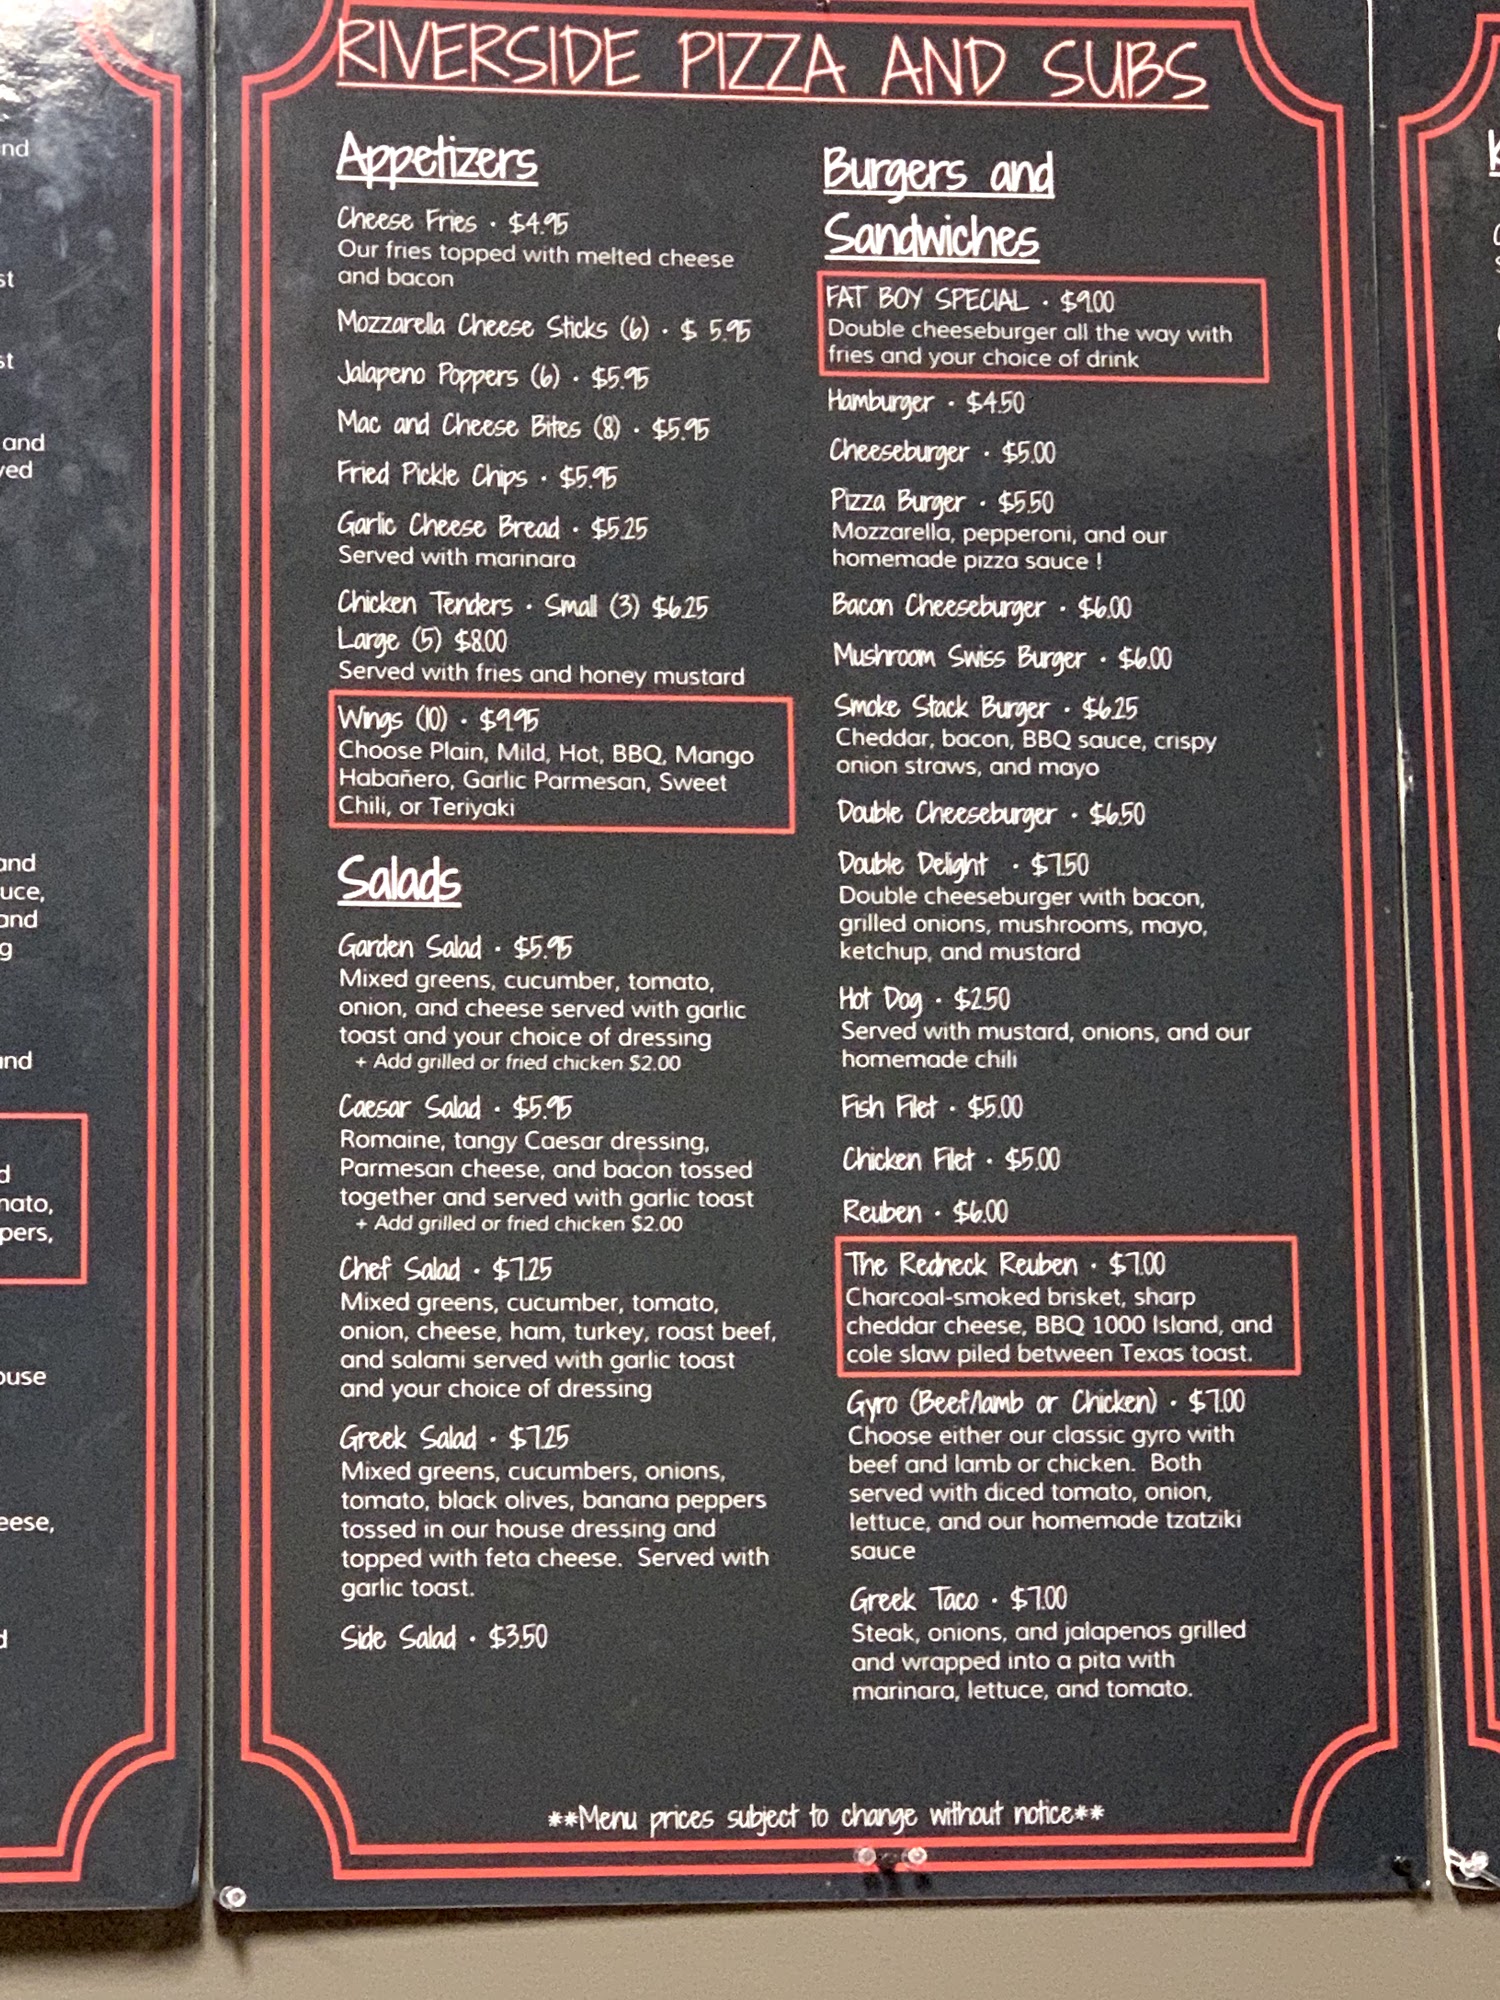 RIVERSIDE PIZZA AND SUBS
Appetizers
Cheese Fries · $4.95
Our fries topped with melted cheese
and bacon
Mozzarella Cheese Sticks (6) · $ 5.95
Jalapeno Poppers (6) · $5.95
Mac and Cheese Bites (8) · $5.95
Fried Pickle Chips · $5.95
Garlic Cheese Bread · $5.25
Served with marinara
Chicken Tenders · Small (3) $6.25
Large (5) $8.00
Served with fries and honey mustard
Wings (10) · $9.95
Choose Plain, Mild, Hot, BBQ, Mango
Habañero, Garlic Parmesan, Sweet
Chili, or Teriyaki
Salads
Garden Salad · $5.95
Mixed greens, cucumber, tomato,
onion, and cheese served with garlic
toast and your choice of dressing
+ Add grilled or fried chicken $2.00
Caesar Salad · $5.95
Romaine, tangy Caesar dressing,
Parmesan cheese, and bacon tossed
together and served with garlic toast
+ Add grilled or fried chicken $2.00
Chef Salad · $7.25
Mixed greens, cucumber, tomato,
onion, cheese, ham, turkey, roast beef,
and salami served with garlic toast
and your choice of dressing
Greek Salad · $7.25
Mixed greens, cucumbers, onions,
tomato, black olives, banana peppers
tossed in our house dressing and
topped with feta cheese. Served with
garlic toast.
Side Salad · $3.50
Burgers and
Sandwiches
FAT BOY SPECIAL · $9.00
Double cheeseburger all the way with
fries and your choice of drink
Hamburger · $4.50
Cheeseburger · $5.00
Pizza Burger · $5.50
Mozzarella, pepperoni, and our
homemade pizza sauce !
Bacon Cheeseburger · $6.00
Mushroom Swiss Burger · $6.00
Smoke Stack Burger · $6.25
Cheddar, bacon, BBQ sauce, crispy
onion straws, and mayo
Double Cheeseburger · $6.50
Double Delight · $7.50
Double cheeseburger with bacon,
grilled onions, mushrooms, mayo,
ketchup, and mustard
Hot Dog · $2.50
Served with mustard, onions, and our
homemade chili
Fish Filet · $5.00
Chicken Filet · $5.00
Reuben · $6.00
The Redneck Reuben · $7.00
Charcoal-smoked brisket, sharp
cheddar cheese, BBQ 1000 Island, and
cole slaw piled between Texas toast.
Gyro (Beef/lamb or Chicken) · $7.00
Choose either our classic gyro with
beef and lamb or chicken. Both
served with diced tomato, onion,
lettuce, and our homemade tzatziki
sauce
Greek Taco · $7.00
Steak, onions, and jalapenos grilled
and wrapped into a pita with
marinara, lettuce, and tomato.
**Menu prices subject to change without notice**